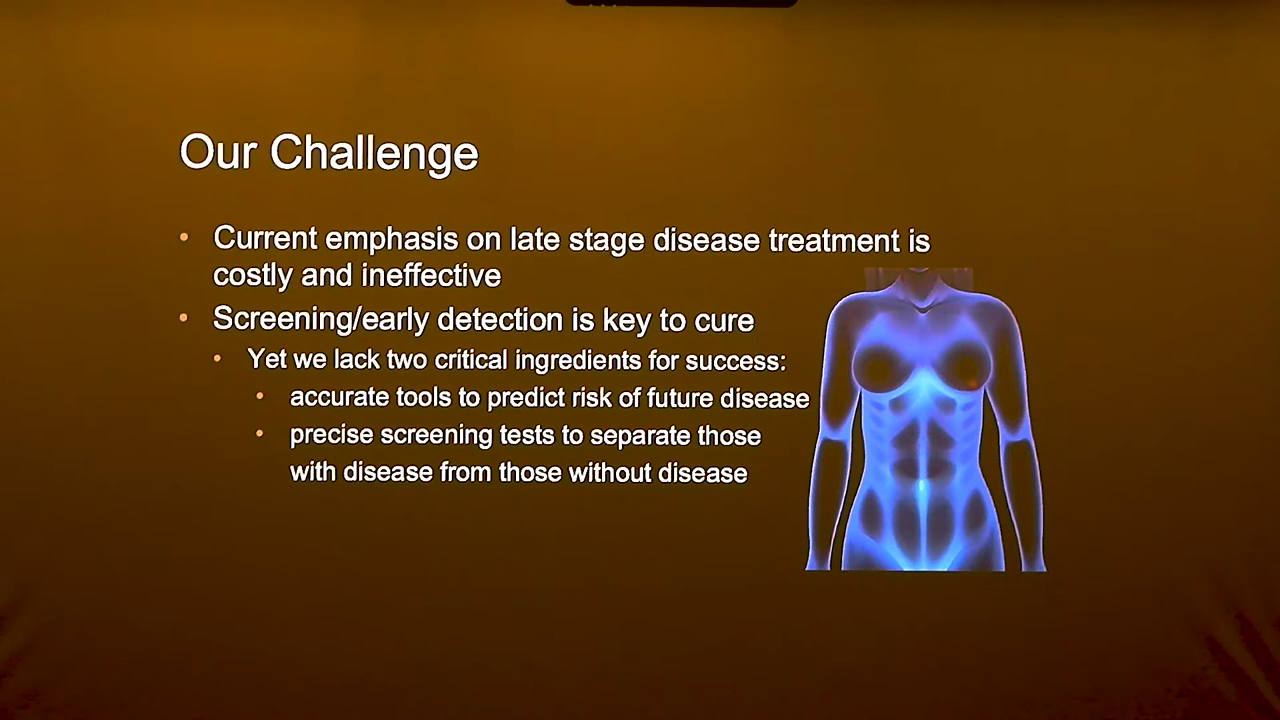 Our Challenge
• Current emphasis on late stage disease treatment is
costly and ineffective
• Screening/early detection is key to cure
• Yet we lack two critical ingredients for success:
• accurate tools to predict risk of future disease
• precise screening tests to separate those
with disease from those without disease